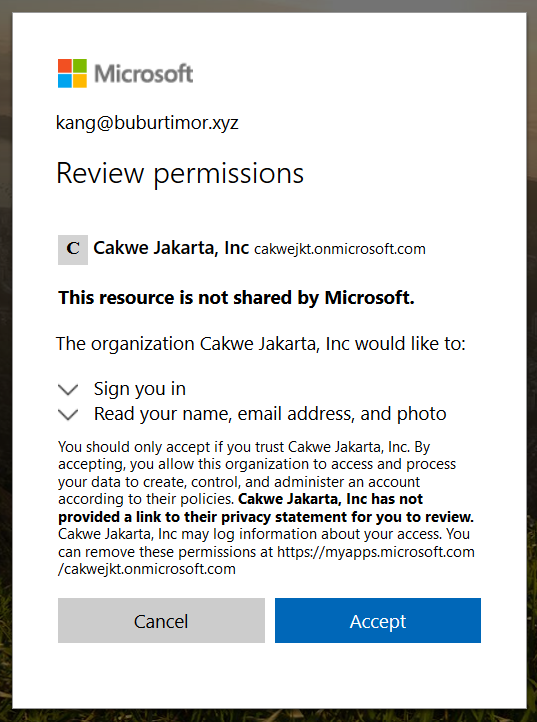 Microsoft
kang@buburtimor.xyz
Review permissions
C Cakwe Jakarta, Inc cakwejkt.onmicrosoft.com
This resource is not shared by Microsoft.
The organization Cakwe Jakarta, Inc would like to:
Sign you in
Read your name, email address, and photo
You should only accept if you trust Cakwe Jakarta, Inc. By
accepting, you allow this organization to access and process
your data to create, control, and administer an account
according to their policies. Cakwe Jakarta, Inc has not
provided a link to their privacy statement for you to review.
Cakwe Jakarta, Inc may log information about your access. You
can remove these permissions at https://myapps.microsoft.com
/cakwejkt.onmicrosoft.com
Cancel Accept